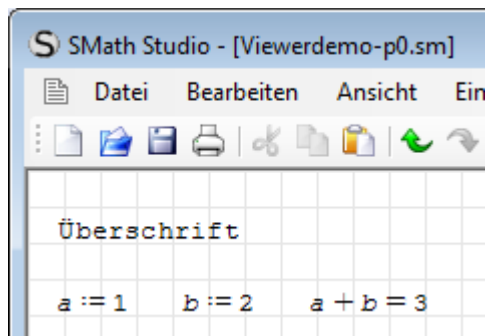 SMath Studio - [Viewerdemo-p0.sm]
Datei Bearbeiten Ansicht Ein
Überschrift
a := 1 b := 2 a + b = 3